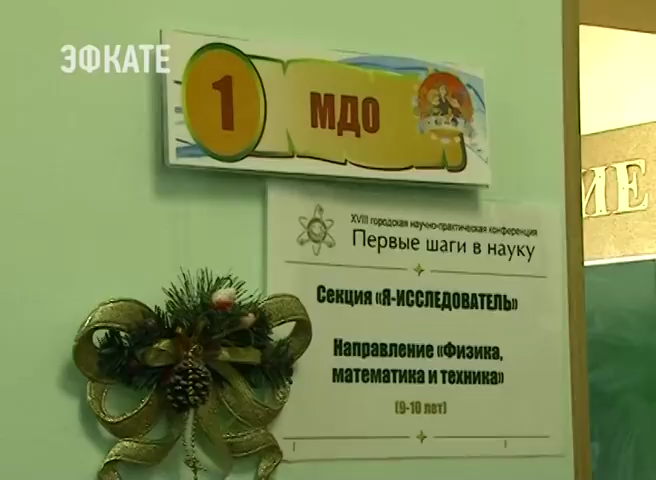 ЭФКАТЕ
1
МДО
ИЕ
XVIII городская научно-практическая конференция
Первые шаги в науку
Секция «Я-ИССЛЕДОВАТЕЛЬ»
Направление «Физика,
математика и техника»
(9-10 лет)